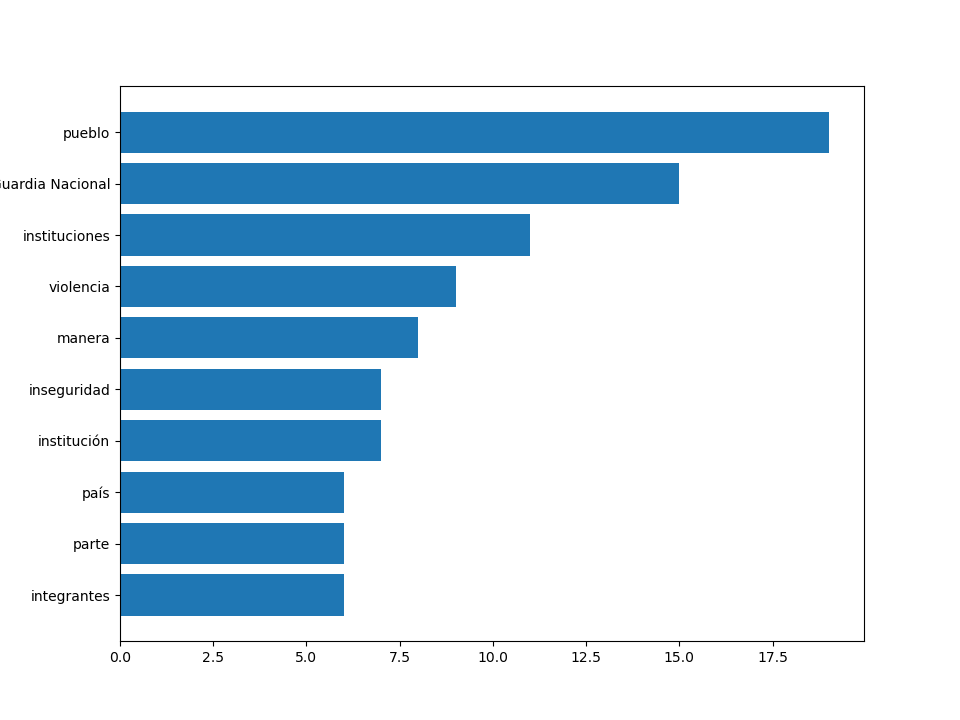 pueblo
uardia Nacional
instituciones
violencia
manera
inseguridad
institución
país
parte
integrantes
0.0 2.5 5.0 7.5 10.0 12.5 15.0 17.5